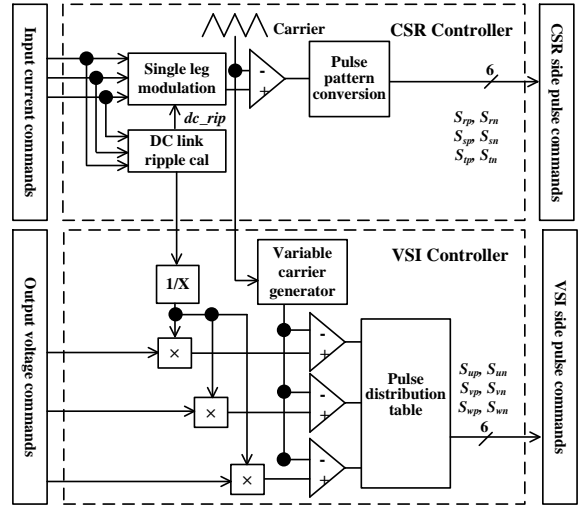 Carrier
CSR Controller
Input current commands
Single leg
modulation
-
+
Pulse
pattern
conversion
6
dc_rip
DC link
ripple cal
Srp, Srn
Ssp, Ssn
Stp, Stn
CSR side pulse commands
VSI Controller
Output voltage commands
1/X
Variable
carrier
generator
-
+
×
-
+
×
-
+
×
Pulse
distribution
table
Sup, Sun
Svp, Svn
Swp, Swn
6
VSI side pulse commands